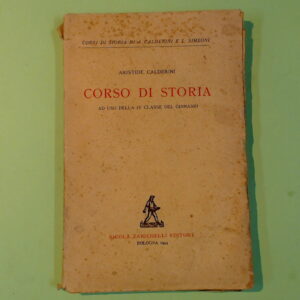 CORSI DI STORIA DI A. CALDERINI E L. SIMEONI
ARISTIDE CALDERINI
CORSO DI STORIA
AD USO DELLA IV CLASSE DEL GINNASIO
NICOLA ZANICHELLI EDITORE
BOLOGNA